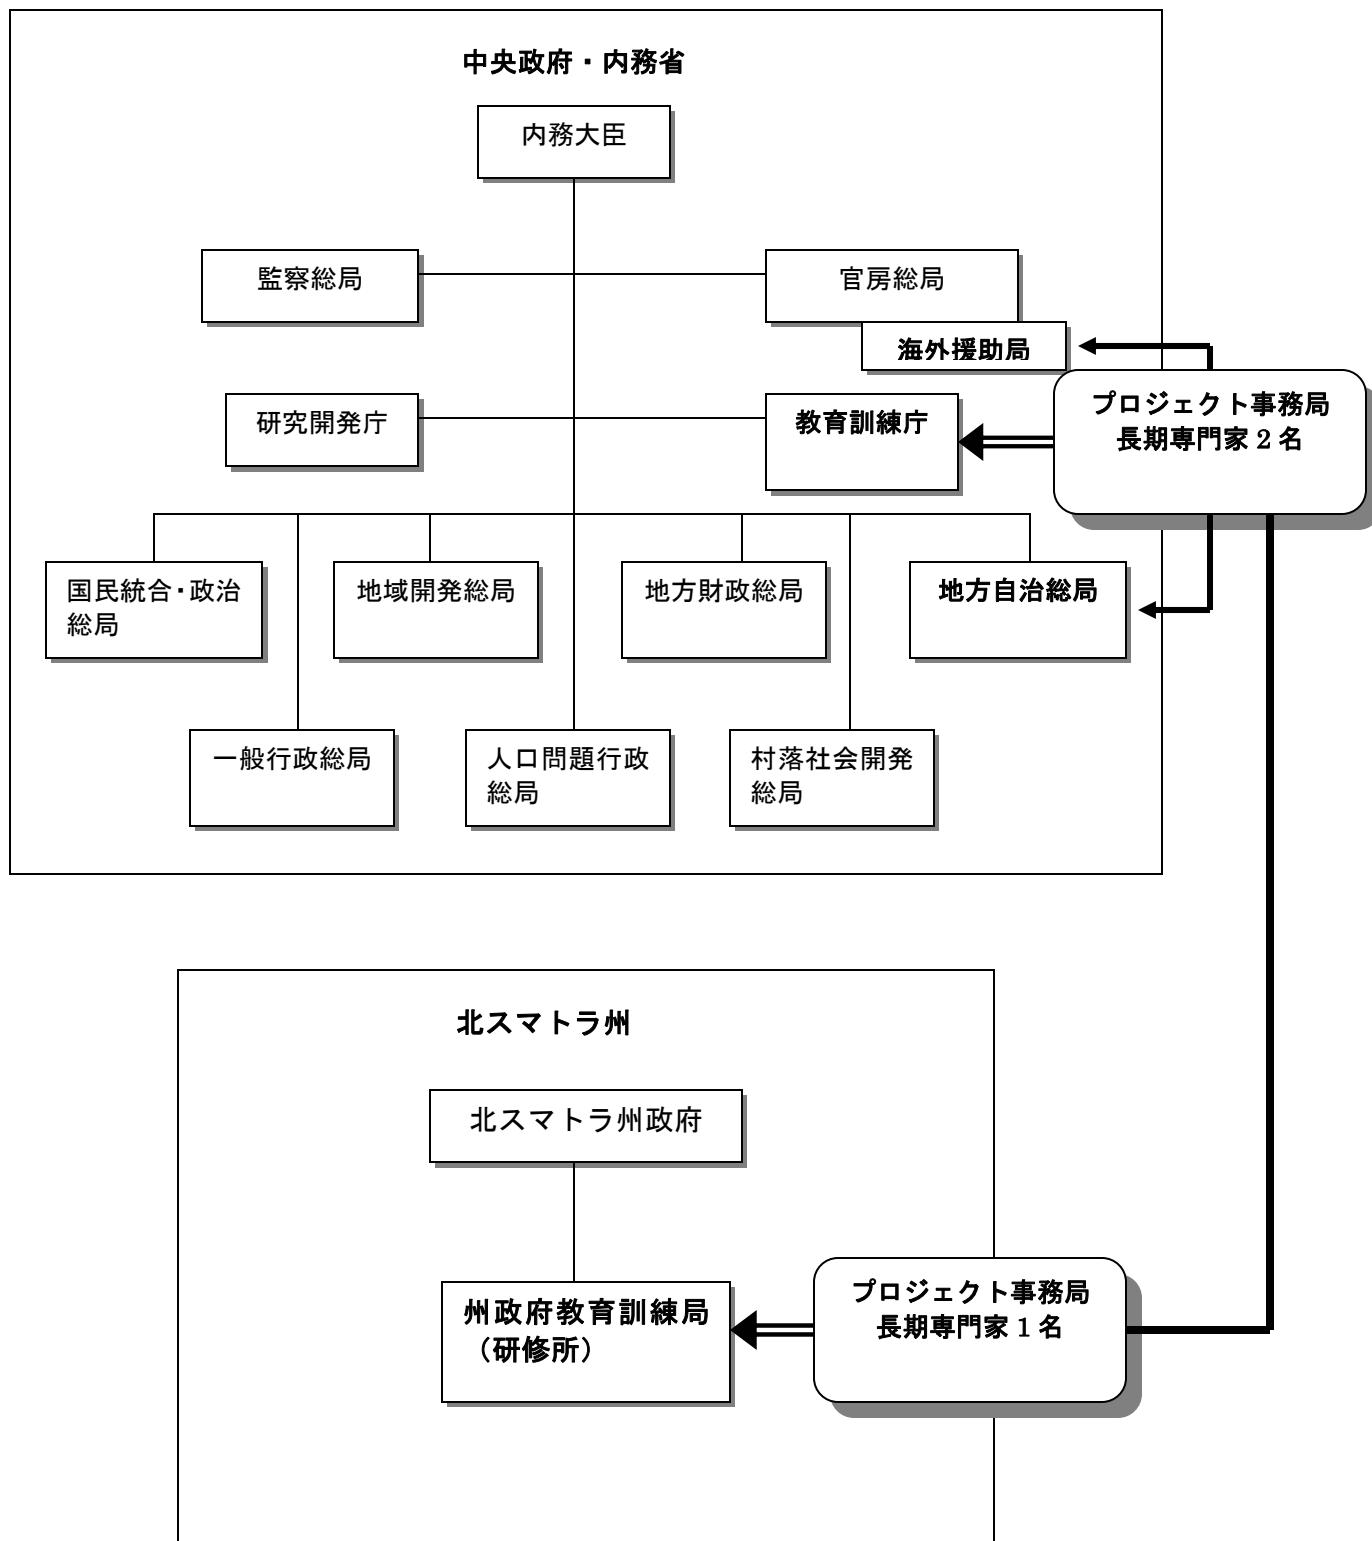 中央政府・内務省
内務大臣
監察総局
官房総局
海外援助局
研究開発庁
教育訓練庁
プロジェクト事務局
長期専門家２名
国民統合・政治
総局
地域開発総局
地方財政総局
地方自治総局
一般行政総局
人口問題行政
総局
村落社会開発
総局
北スマトラ州
北スマトラ州政府
州政府教育訓練局
（研修所）
プロジェクト事務局
長期専門家１名